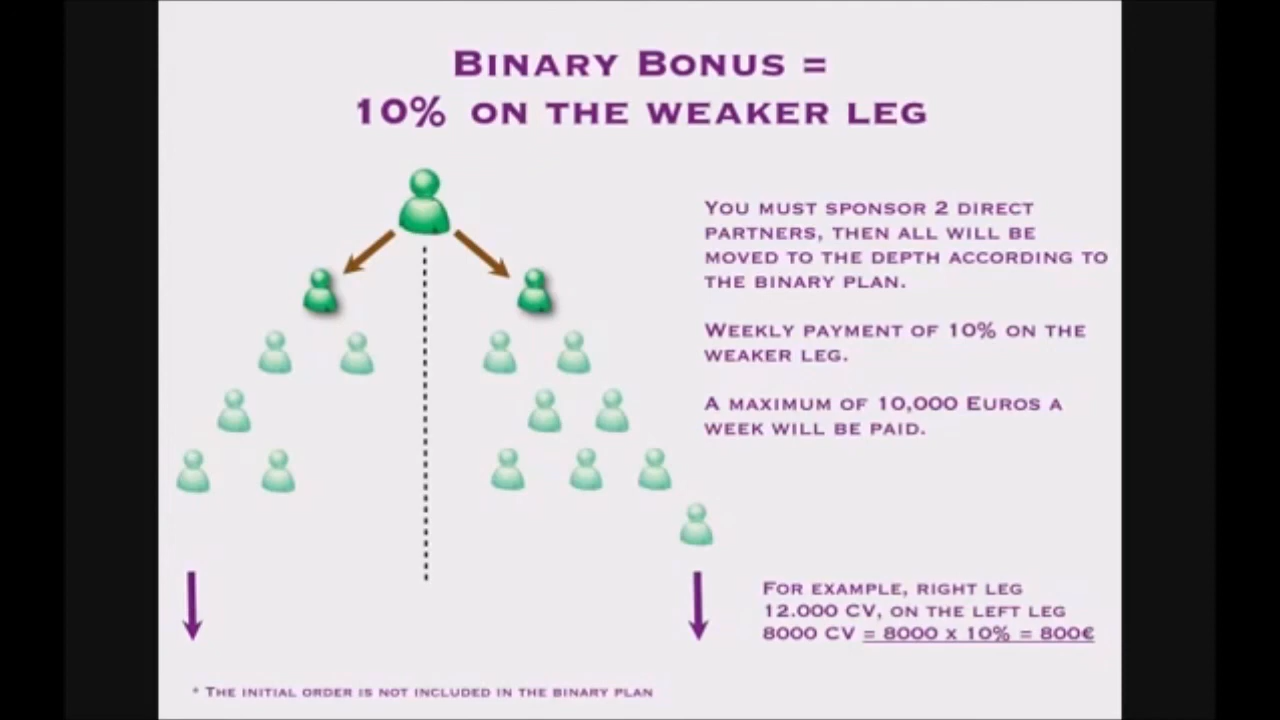 Binary Bonus =
10% on the weaker leg
You must sponsor 2 direct
partners, then all will be
moved to the depth according to
the binary plan.
Weekly payment of 10% on the
weaker leg.
A maximum of 10,000 Euros a
week will be paid.
For example, right leg
12.000 CV, on the left leg
8000 CV = 8000 x 10% = 800€
* The initial order is not included in the binary plan